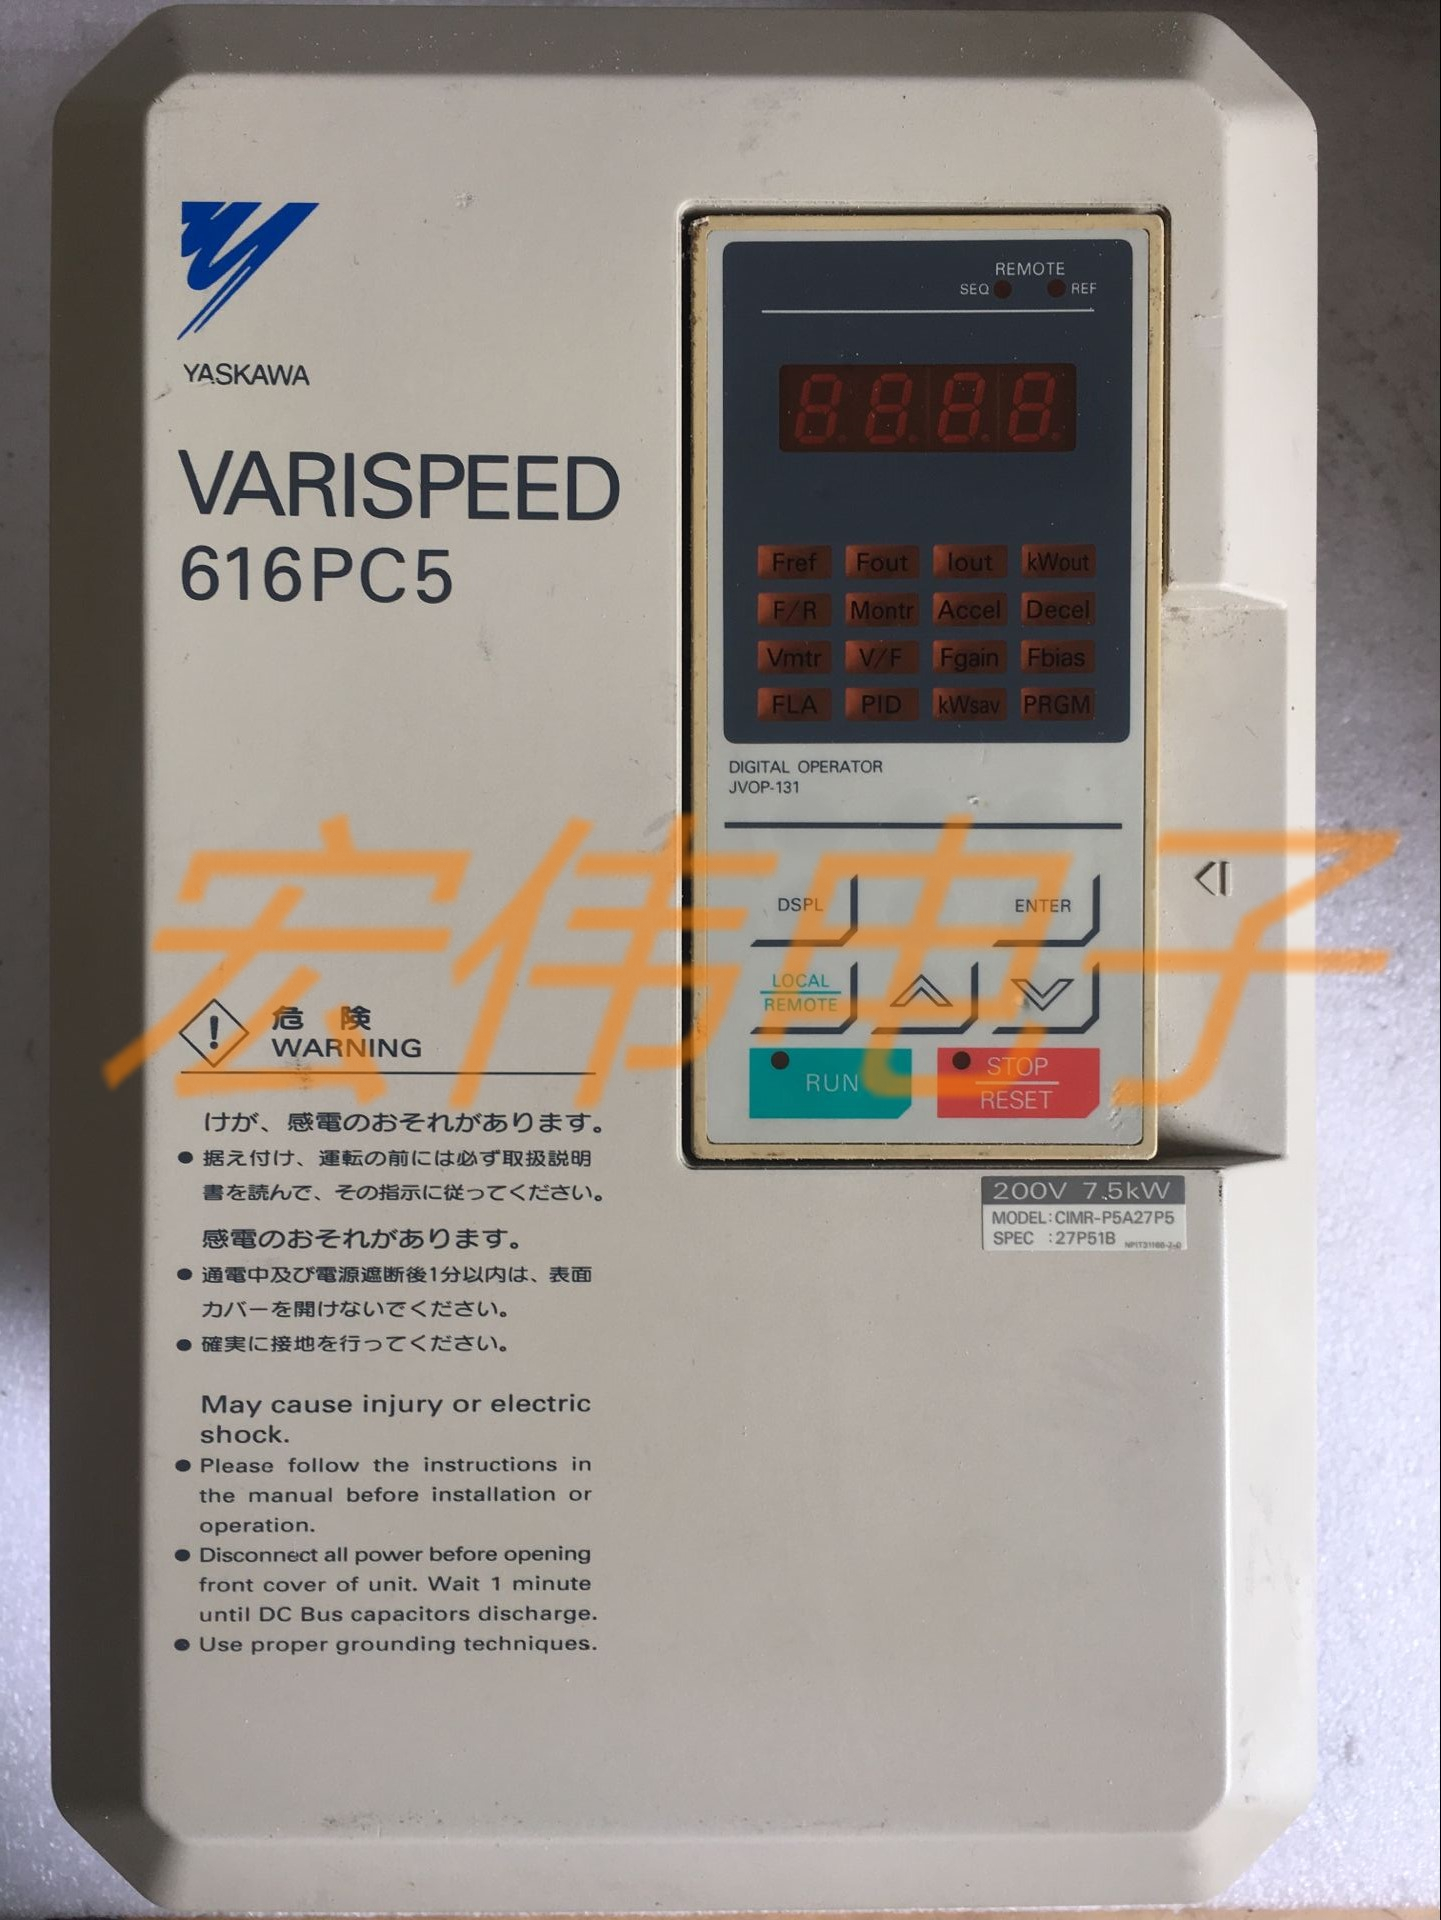 YASKAWA
VARISPEED
616PC5
REMOTE
SEQ REF
8.8.8.8.
Fref Fout Iout kWout
F/R Montr Accel Decel
Vmtr V/F Fgain Fbias
FLA PID kWsav PRGM
DIGITAL OPERATOR
JVOP-131
DSPL ENTER
LOCAL
REMOTE
RUN
STOP
RESET
宏伟电子
200V 7.5kW
MODEL:CIMR-P5A27P5
SPEC :27P51B
危険
WARNING
けが、感電のおそれがあります。
● 据え付け、運転の前には必ず取扱説明
書を読んで、その指示に従ってください。
感電のおそれがあります。
● 通電中及び電源遮断後1分以内は、表面
カバーを開けないでください。
● 確実に接地を行ってください。
May cause injury or electric
shock.
● Please follow the instructions in
the manual before installation or
operation.
● Disconnect all power before opening
front cover of unit. Wait 1 minute
until DC Bus capacitors discharge.
● Use proper grounding techniques.